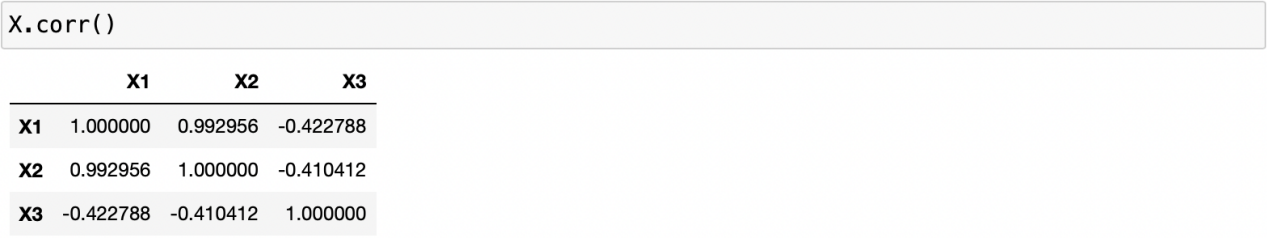 X.corr()
X1 X2 X3
X1 1.000000 0.992956 -0.422788
X2 0.992956 1.000000 -0.410412
X3 -0.422788 -0.410412 1.000000